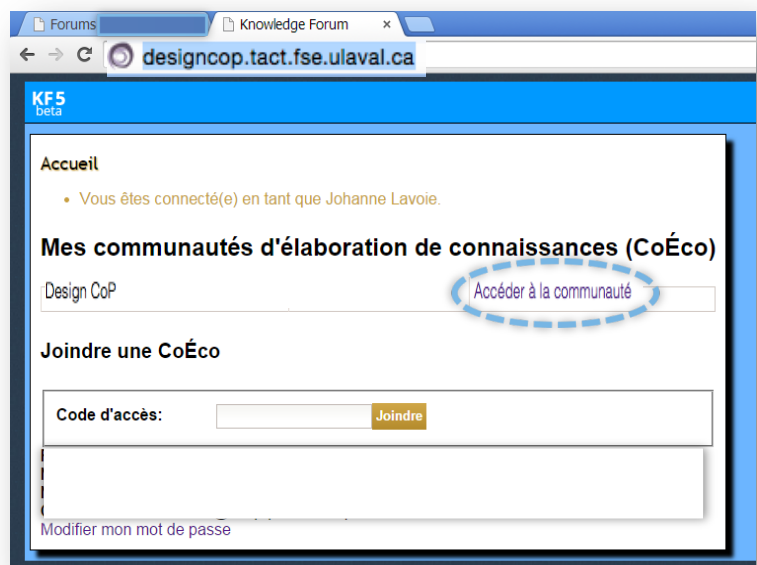 Forums
Knowledge Forum
designcop.tact.fse.ulaval.ca
KF5
beta
Accueil
Vous êtes connecté(e) en tant que Johanne Lavoie.
Mes communautés d'élaboration de connaissances (CoÉco)
Design CoP Accéder à la communauté
Joindre une CoÉco
Code d'accès: Joindre
Modifier mon mot de passe